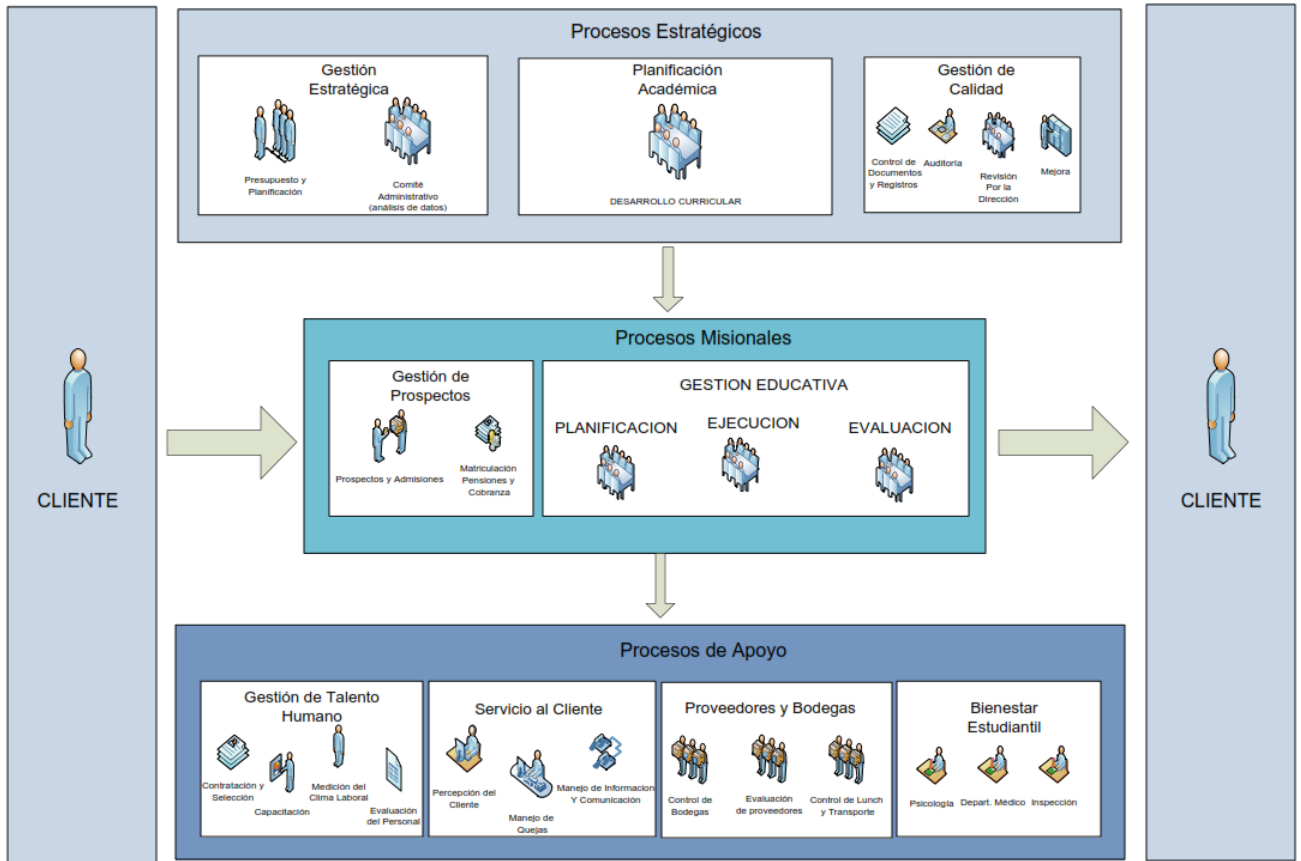 Procesos Estratégicos
Gestión
Estratégica
Presupuesto y
Planificación
Comité
Administrativo
(análisis de datos)
Planificación
Académica
DESARROLLO CURRICULAR
Gestión de
Calidad
Control de
Documentos
y Registros
Auditoría
Revisión
Por la
Dirección
Mejora
CLIENTE
Procesos Misionales
Gestión de
Prospectos
Prospectos y Admisiones
Matriculación
Pensiones y
Cobranza
GESTION EDUCATIVA
PLANIFICACION
EJECUCION
EVALUACION
CLIENTE
Procesos de Apoyo
Gestión de Talento
Humano
Contratación y
Selección
Capacitación
Medición del
Clima Laboral
Evaluación
del Personal
Servicio al Cliente
Percepción del
Cliente
Manejo de
Quejas
Manejo de Informacion
Y Comunicación
Proveedores y Bodegas
Control de
Bodegas
Evaluación
de proveedores
Control de Lunch
y Transporte
Bienestar
Estudiantil
Psicología
Depart. Médico
Inspección